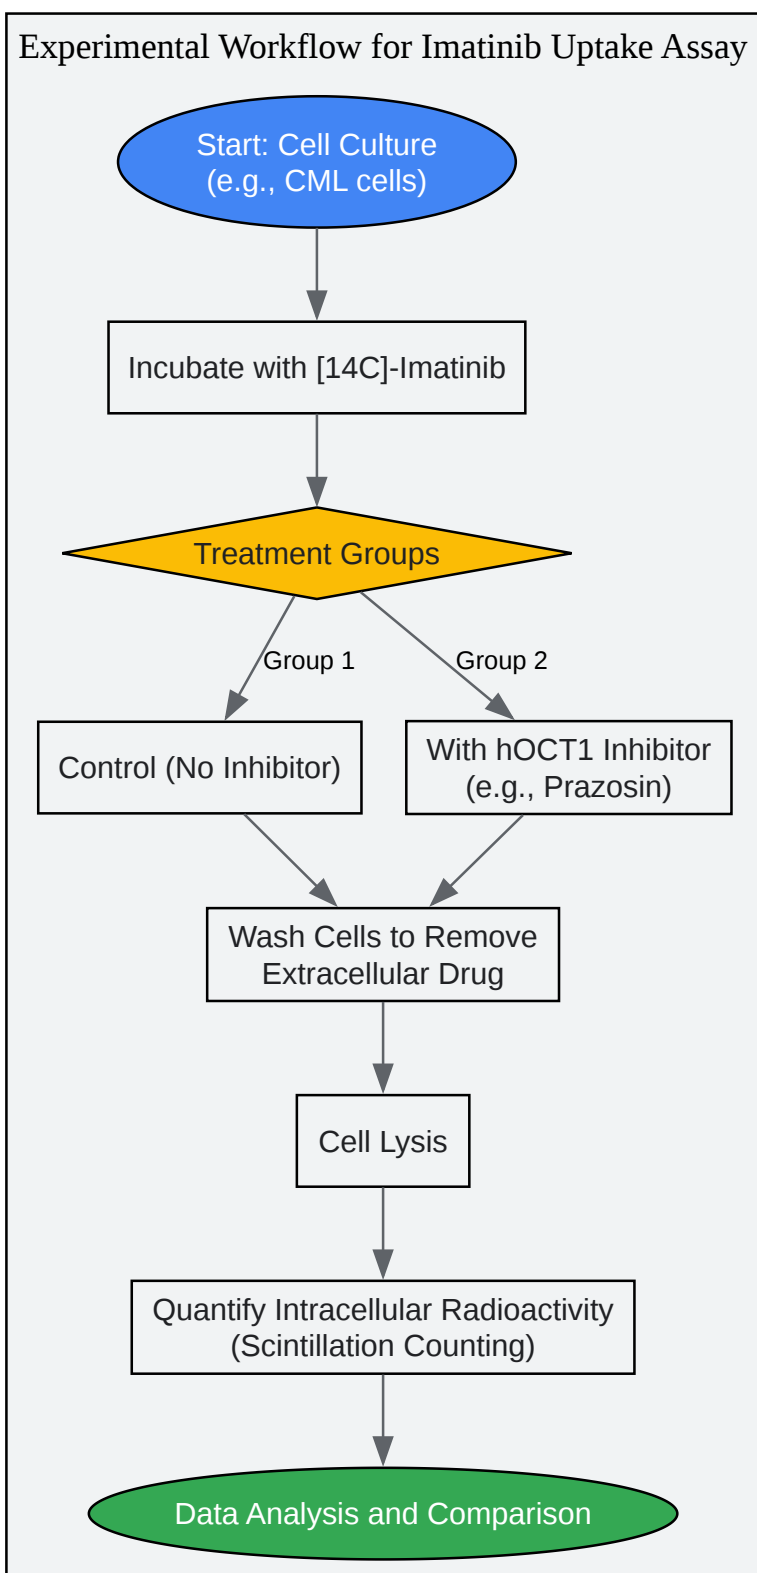 Experimental Workflow for Imatinib Uptake Assay
Start: Cell Culture
(e.g., CML cells)
Incubate with [14C]-Imatinib
Treatment Groups
Group 1
Group 2
Control (No Inhibitor)
With hOCT1 Inhibitor
(e.g., Prazosin)
Wash Cells to Remove
Extracellular Drug
Cell Lysis
Quantify Intracellular Radioactivity
(Scintillation Counting)
Data Analysis and Comparison